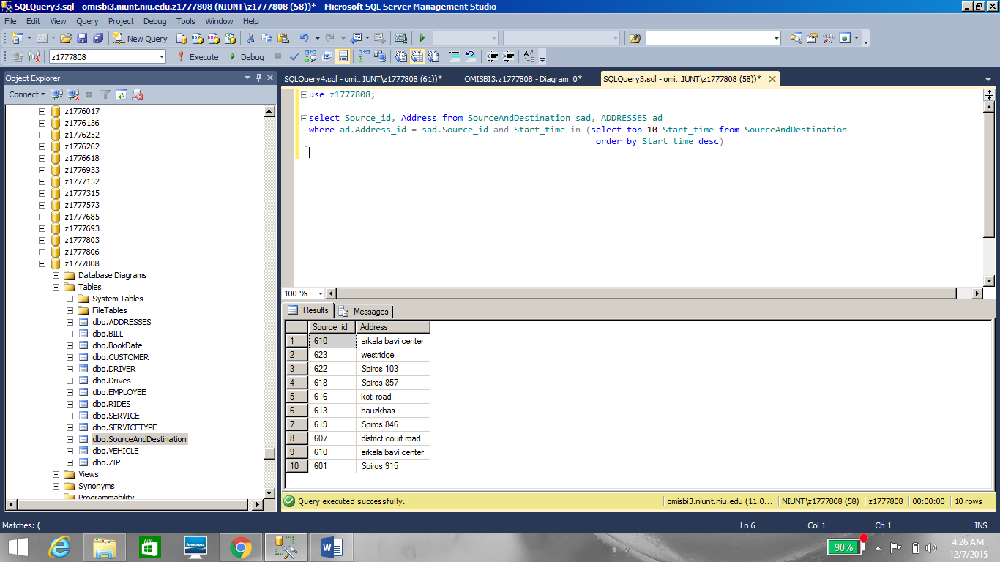 SQLQuery3.sql - omisbi3.niunt.niu.edu.z1777808 (NIUNT\z1777808 (58))* - Microsoft SQL Server Management Studio
File Edit View Query Project Debug Tools Window Help
New Query
z1777808 Execute Debug
Object Explorer
Connect
z1776017
z1776136
z1776252
z1776262
z1776618
z1776933
z1777152
z1777315
z1777573
z1777685
z1777693
z1777803
z1777806
z1777808
Database Diagrams
Tables
System Tables
FileTables
dbo.ADDRESSES
dbo.BILL
dbo.BookDate
dbo.CUSTOMER
dbo.DRIVER
dbo.Drives
dbo.EMPLOYEE
dbo.RIDES
dbo.SERVICE
dbo.SERVICETYPE
dbo.SourceAndDestination
dbo.VEHICLE
dbo.ZIP
Views
Synonyms
Programmability
SQLQuery4.sql - omi...IUNT\z1777808 (61))* OMISBI3.z1777808 - Diagram_0* SQLQuery3.sql - omi...IUNT\z1777808 (58))*
use z1777808;
select Source_id, Address from SourceAndDestination sad, ADDRESSES ad
where ad.Address_id = sad.Source_id and Start_time in (select top 10 Start_time from SourceAndDestination
order by Start_time desc)
100 %
Results Messages
Source_id Address
1 610 arkala bavi center
2 623 westridge
3 622 Spiros 103
4 618 Spiros 857
5 616 koti road
6 613 hauzkhas
7 619 Spiros 846
8 607 district court road
9 610 arkala bavi center
10 601 Spiros 915
Query executed successfully. omisbi3.niunt.niu.edu (11.0... NIUNT\z1777808 (58) z1777808 00:00:00 10 rows
Matches: ( Ln 6 Col 1 Ch 1 INS
lenovo 90% 4:26 AM
12/7/2015